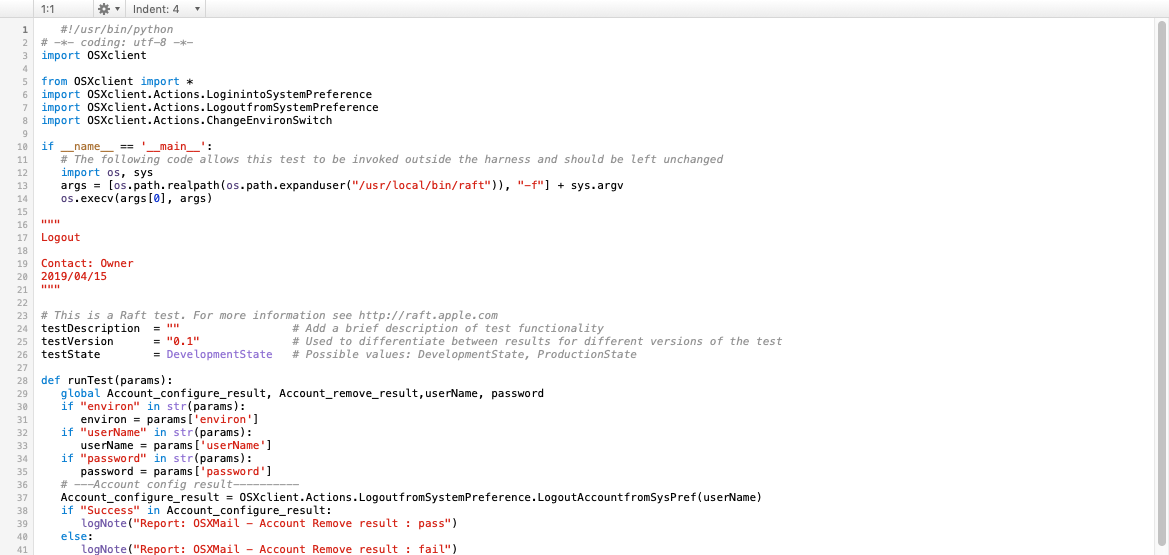 1:1 Indent: 4
1 #!/usr/bin/python
2 # -*- coding: utf-8 -*-
3 import OSXclient
4
5 from OSXclient import *
6 import OSXclient.Actions.LoginintoSystemPreference
7 import OSXclient.Actions.LogoutfromSystemPreference
8 import OSXclient.Actions.ChangeEnvironSwitch
9
10 if __name__ == '__main__':
11 # The following code allows this test to be invoked outside the harness and should be left unchanged
12 import os, sys
13 args = [os.path.realpath(os.path.expanduser("/usr/local/bin/raft")), "-f"] + sys.argv
14 os.execv(args[0], args)
15
16 """
17 Logout
18
19 Contact: Owner
20 2019/04/15
21 """
22
23 # This is a Raft test. For more information see http://raft.apple.com
24 testDescription = "" # Add a brief description of test functionality
25 testVersion = "0.1" # Used to differentiate between results for different versions of the test
26 testState = DevelopmentState # Possible values: DevelopmentState, ProductionState
27
28 def runTest(params):
29 global Account_configure_result, Account_remove_result,userName, password
30 if "environ" in str(params):
31 environ = params['environ']
32 if "userName" in str(params):
33 userName = params['userName']
34 if "password" in str(params):
35 password = params['password']
36 # ---Account config result----------
37 Account_configure_result = OSXclient.Actions.LogoutfromSystemPreference.LogoutAccountfromSysPref(userName)
38 if "Success" in Account_configure_result:
39 logNote("Report: OSXMail - Account Remove result : pass")
40 else:
41 logNote("Report: OSXMail - Account Remove result : fail")